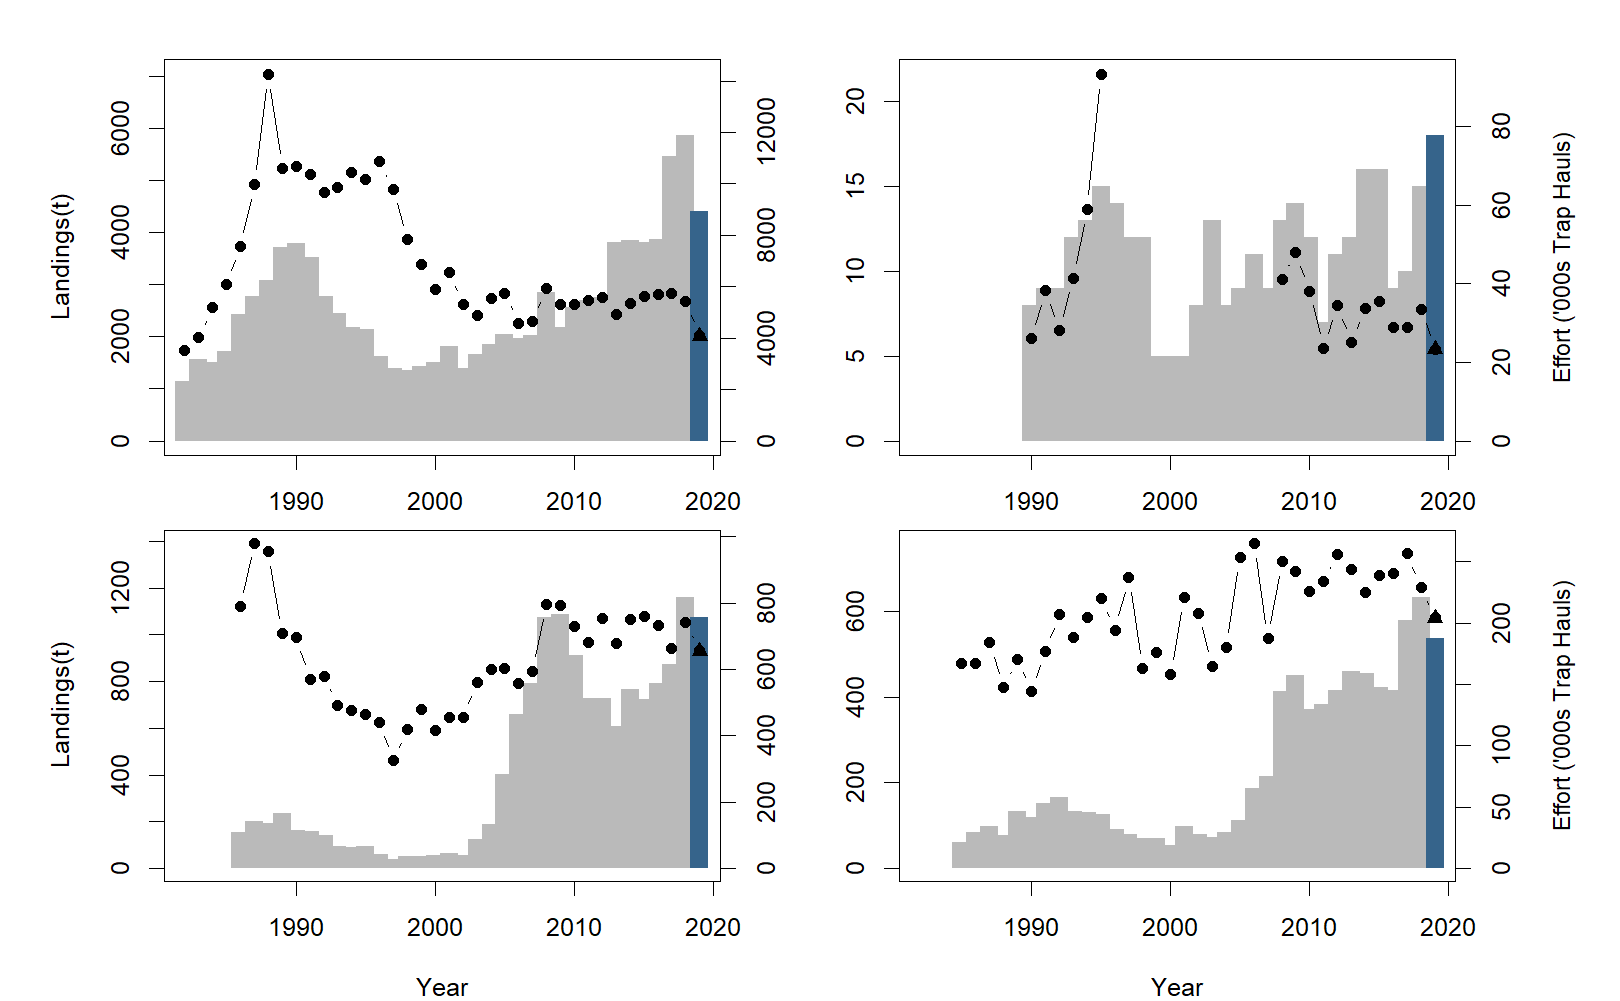 Landings(t)
0 2000 4000 6000
0 4000 8000 12000
1990 2000 2010 2020
0 5 10 15 20
0 20 40 60 80
Effort ('000s Trap Hauls)
1990 2000 2010 2020
Landings(t)
0 400 800 1200
0 200 400 600 800
1990 2000 2010 2020
Year
0 200 400 600
0 50 100 200
Effort ('000s Trap Hauls)
1990 2000 2010 2020
Year